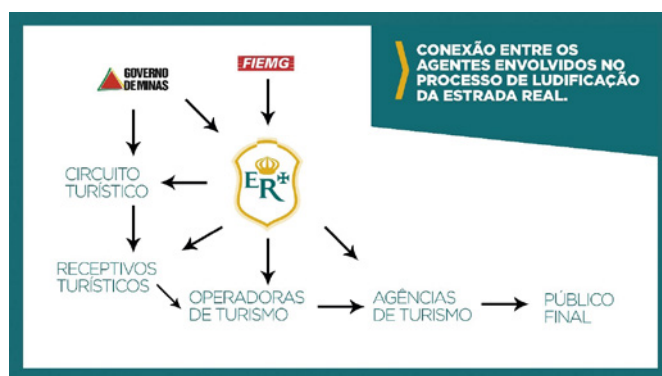 GOVERNO
DE MINAS
FIEMG
CONEXÃO ENTRE OS
AGENTES ENVOLVIDOS NO
PROCESSO DE LUDIFICAÇÃO
DA ESTRADA REAL.
CIRCUITO
TURÍSTICO
ER
RECEPTIVOS
TURÍSTICOS
OPERADORAS
DE TURISMO
AGÊNCIAS
DE TURISMO
PÚBLICO
FINAL